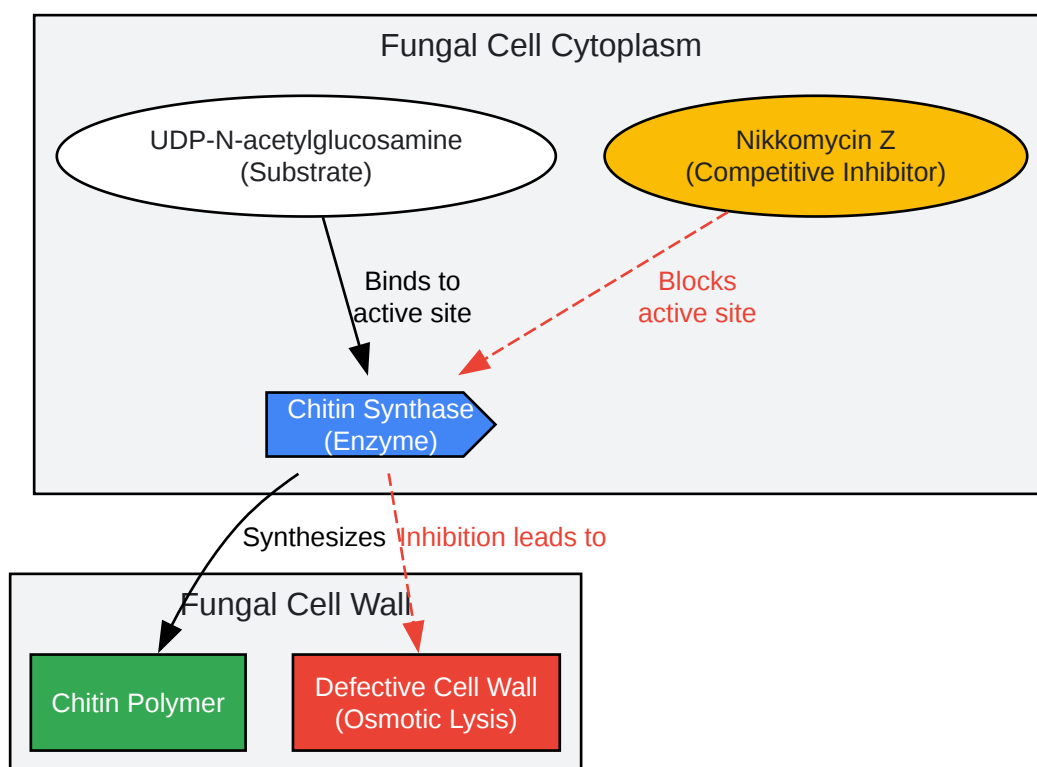 Fungal Cell Cytoplasm
UDP-N-acetylglucosamine
(Substrate)
Nikkomycin Z
(Competitive Inhibitor)
Binds to
active site
Blocks
active site
Chitin Synthase
(Enzyme)
Synthesizes
Inhibition leads to
Fungal Cell Wall
Chitin Polymer
Defective Cell Wall
(Osmotic Lysis)